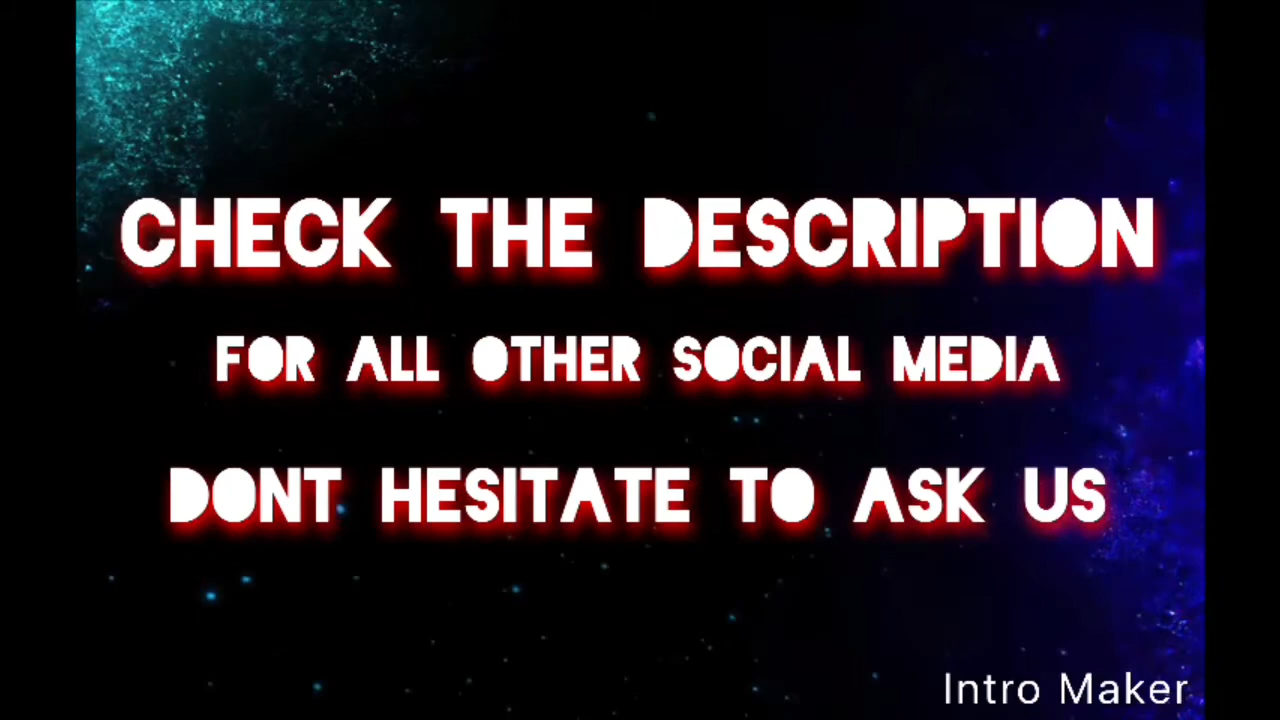 CHECK THE DESCRIPTION
FOR ALL OTHER SOCIAL MEDIA
DONT HESITATE TO ASK US
Intro Maker